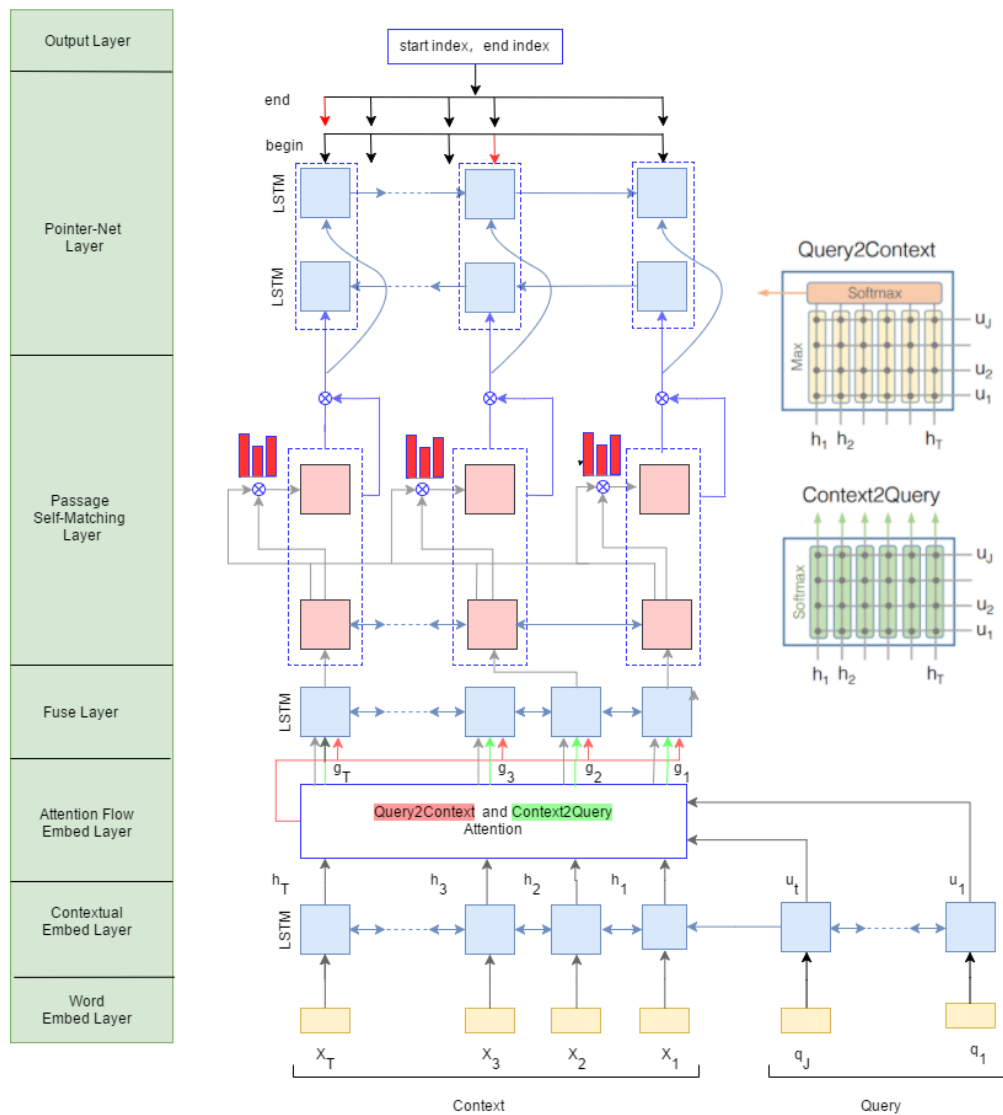 Output Layer
start index, end index
end
begin
LSTM
Pointer-Net
Layer
LSTM
Query2Context
Softmax
Max
u_J
u_2
u_1
h_1 h_2 h_T
Passage
Self-Matching
Layer
Context2Query
Softmax
u_J
u_2
u_1
h_1 h_2 h_T
Fuse Layer
LSTM
g_T g_3 g_2 g_1
Attention Flow
Embed Layer
Query2Context and Context2Query
Attention
h_T h_3 h_2 h_1 u_t u_1
Contextual
Embed Layer
LSTM
Word
Embed Layer
X_T X_3 X_2 X_1 q_J q_1
Context Query